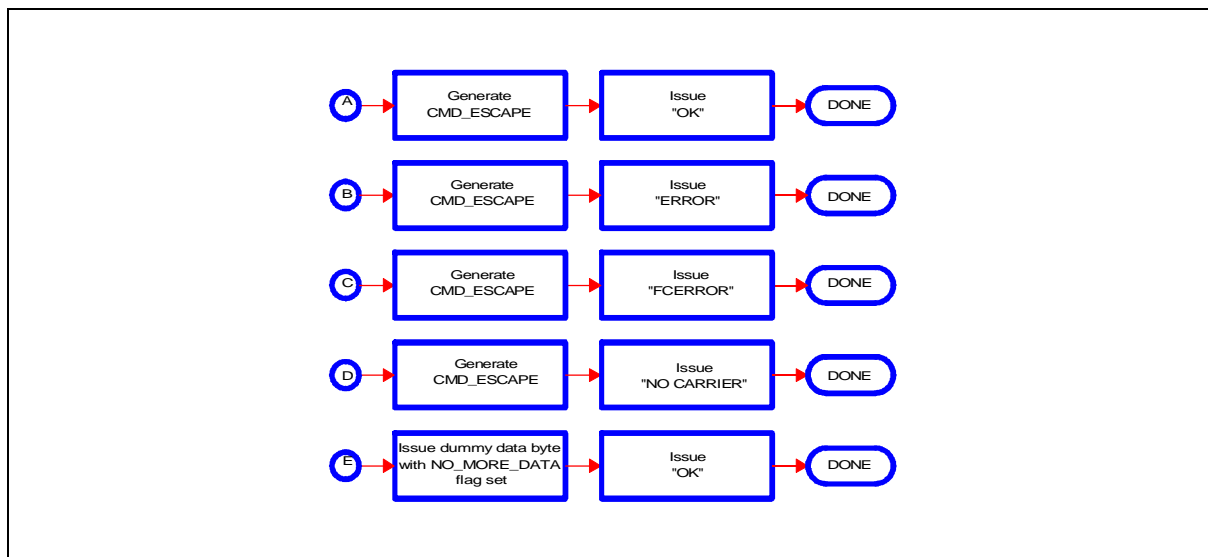 A
Generate
CMD_ESCAPE
Issue
"OK"
DONE
B
Generate
CMD_ESCAPE
Issue
"ERROR"
DONE
C
Generate
CMD_ESCAPE
Issue
"FCERROR"
DONE
D
Generate
CMD_ESCAPE
Issue
"NO CARRIER"
DONE
E
Issue dummy data byte
with NO_MORE_DATA
flag set
Issue
"OK"
DONE